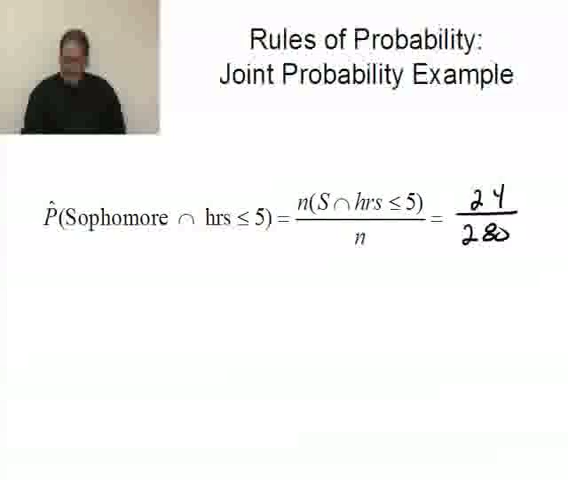 Rules of Probability:
Joint Probability Example
P̂(Sophomore ∩ hrs ≤ 5) = n(S ∩ hrs ≤ 5) / n = 24 / 280